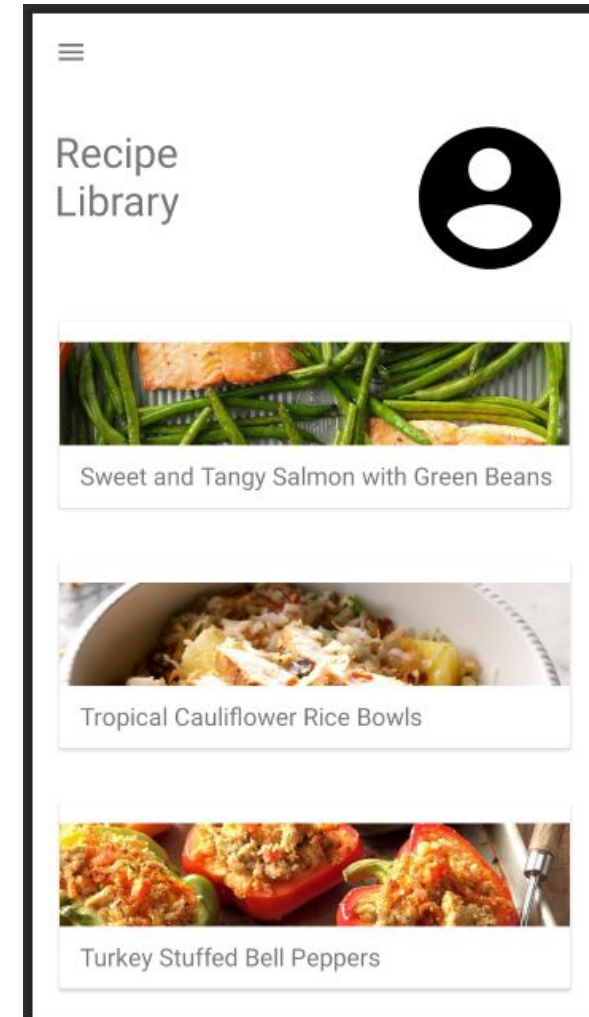 Recipe
Library
Sweet and Tangy Salmon with Green Beans
Tropical Cauliflower Rice Bowls
Turkey Stuffed Bell Peppers